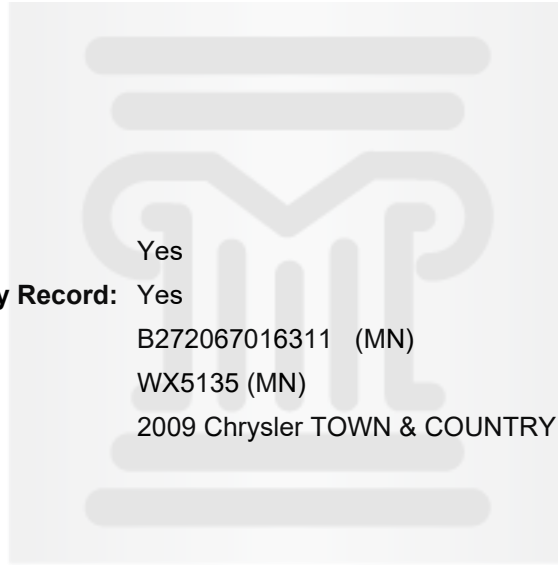 Yes
y Record: Yes
B272067016311 (MN)
WX5135 (MN)
2009 Chrysler TOWN & COUNTRY